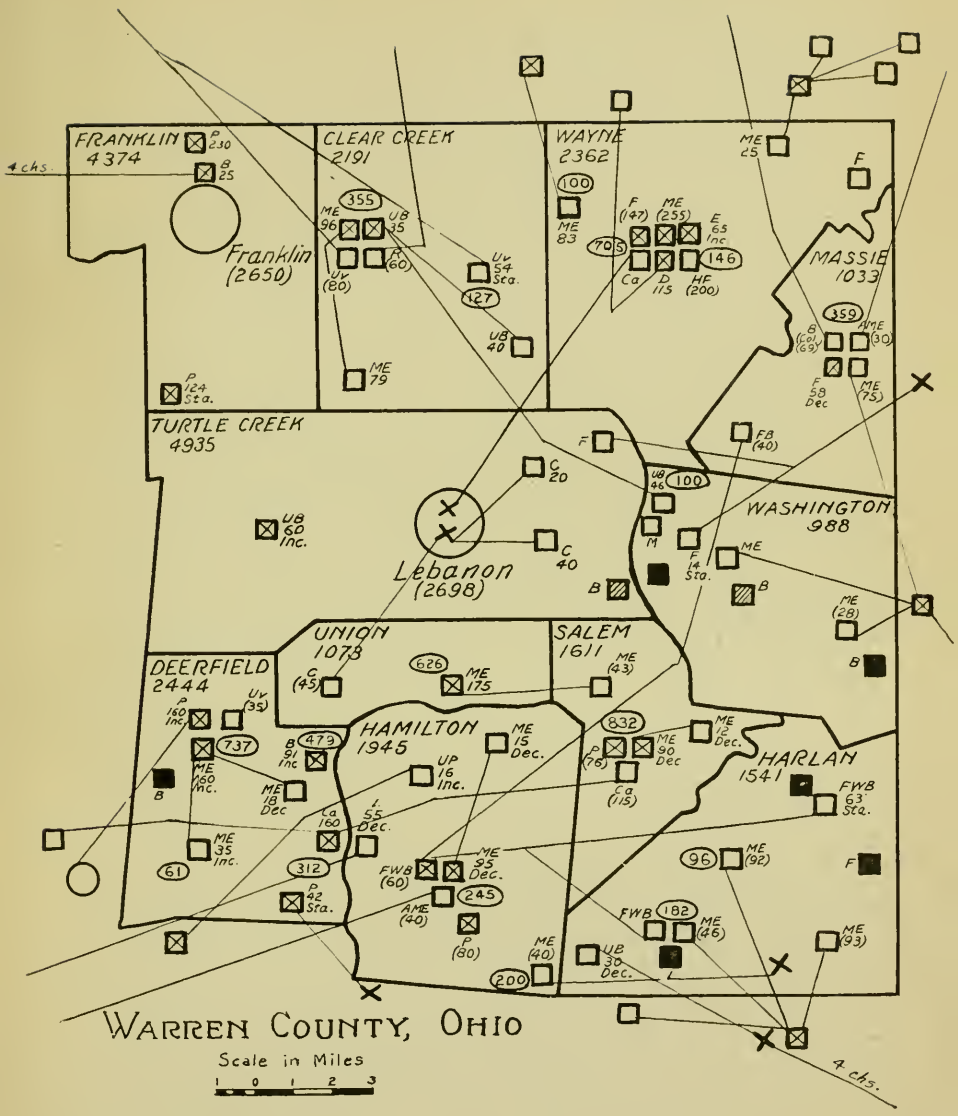 FRANKLIN
4374
P
230
B
25
4 chs.
Franklin
(2650)
P
124
Sta.
CLEAR CREEK
2191
355
ME
96
UB
35
Uv
(80)
R
(60)
Uv
54
Sta.
127
UB
40
ME
79
WAYNE
2362
100
ME
83
F
(147)
ME
(255)
E
65
Inc
705
146
Ca
D
115
HF
(200)
ME
25
F
MASSIE
1033
359
B
(Col
69)
AME
(30)
F
58
Dec
ME
(75)
TURTLE CREEK
4935
F
C
20
UB
60
Inc.
C
40
Lebanon
(2698)
B
FB
(40)
UB
46
100
WASHINGTON
988
M
F
14
Sta.
ME
B
ME
(28)
B
UNION
1073
626
C
(45)
ME
175
SALEM
1611
ME
(43)
832
P
(76)
ME
90
Dec
ME
12
Dec.
Ca
(115)
DEERFIELD
2444
P
160
Inc.
Uv
(35)
737
ME
160
Inc.
B
479
B
91
Inc
ME
18
Dec
Ca
160
ME
35
Inc.
61
312
P
42
Sta.
HAMILTON
1945
ME
15
Dec.
UP
16
Inc.
L
55
Dec.
FWB
(60)
ME
95
Dec.
AME
(40)
245
P
(80)
ME
(40)
200
HARLAN
1541
FWB
63
Sta.
F
96
ME
(92)
FWB
182
ME
(46)
L
UB
30
Dec.
ME
(93)
4 chs.
WARREN COUNTY, OHIO
Scale in Miles
1 0 1 2 3